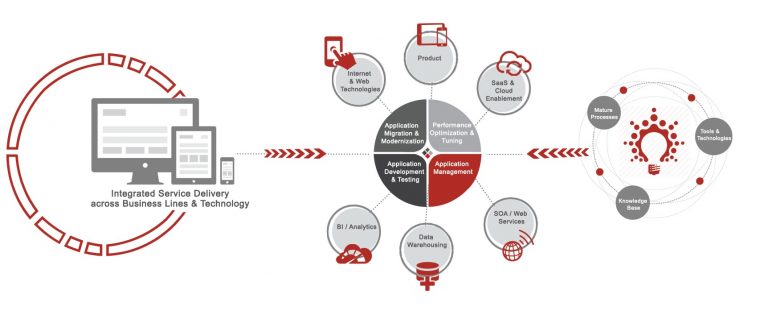 Integrated Service Delivery
across Business Lines & Technology
Internet
& Web
Technologies
Product
SaaS &
Cloud
Enablement
Application
Migration &
Modernization
Performance
Optimization &
Tuning
Application
Development
& Testing
Application
Management
BI / Analytics
Data
Warehousing
SOA / Web
Services
Mature
Processes
Tools &
Technologies
Knowledge
Base